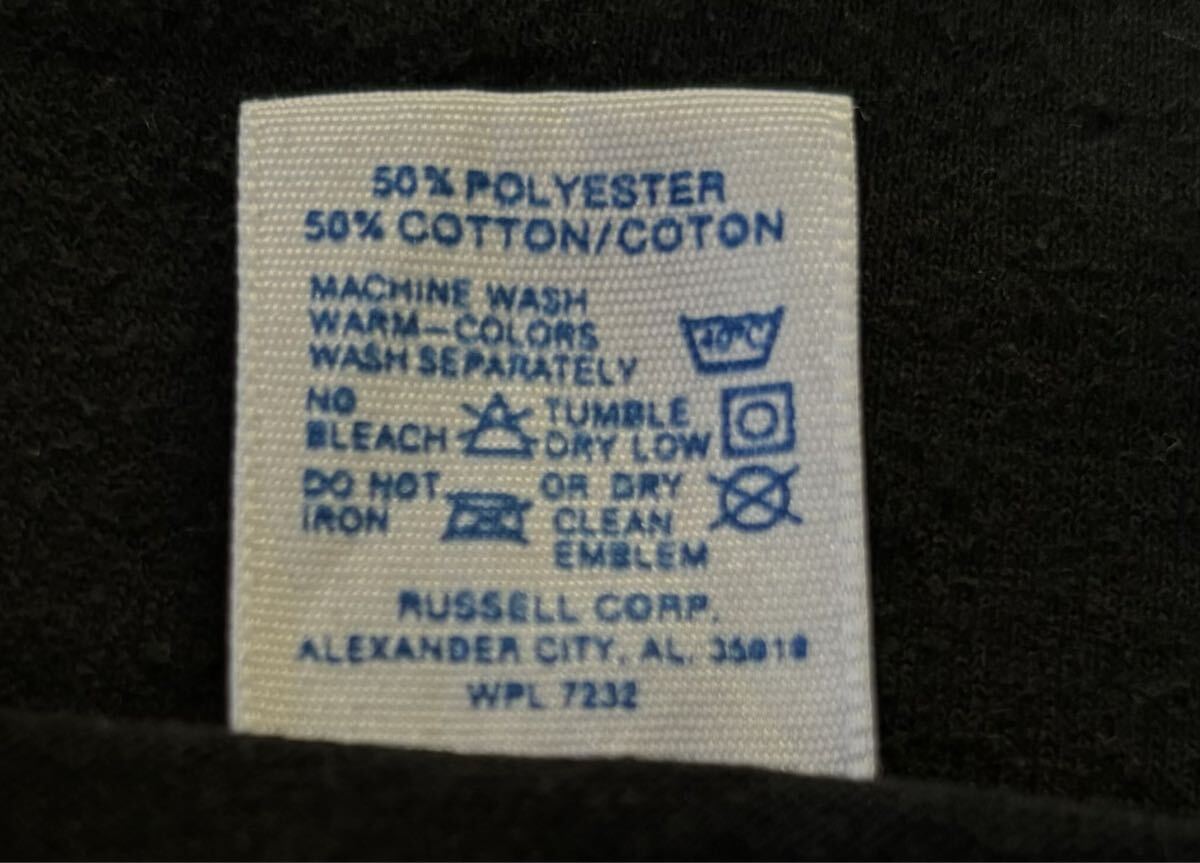 50% POLYESTER
50% COTTON/COTON
MACHINE WASH
WARM—COLORS
WASH SEPARATELY
40°C
NO
BLEACH
TUMBLE
DRY LOW
DO NOT
IRON
OR DRY
CLEAN
EMBLEM
RUSSELL CORP.
ALEXANDER CITY, AL. 35010
WPL 7232